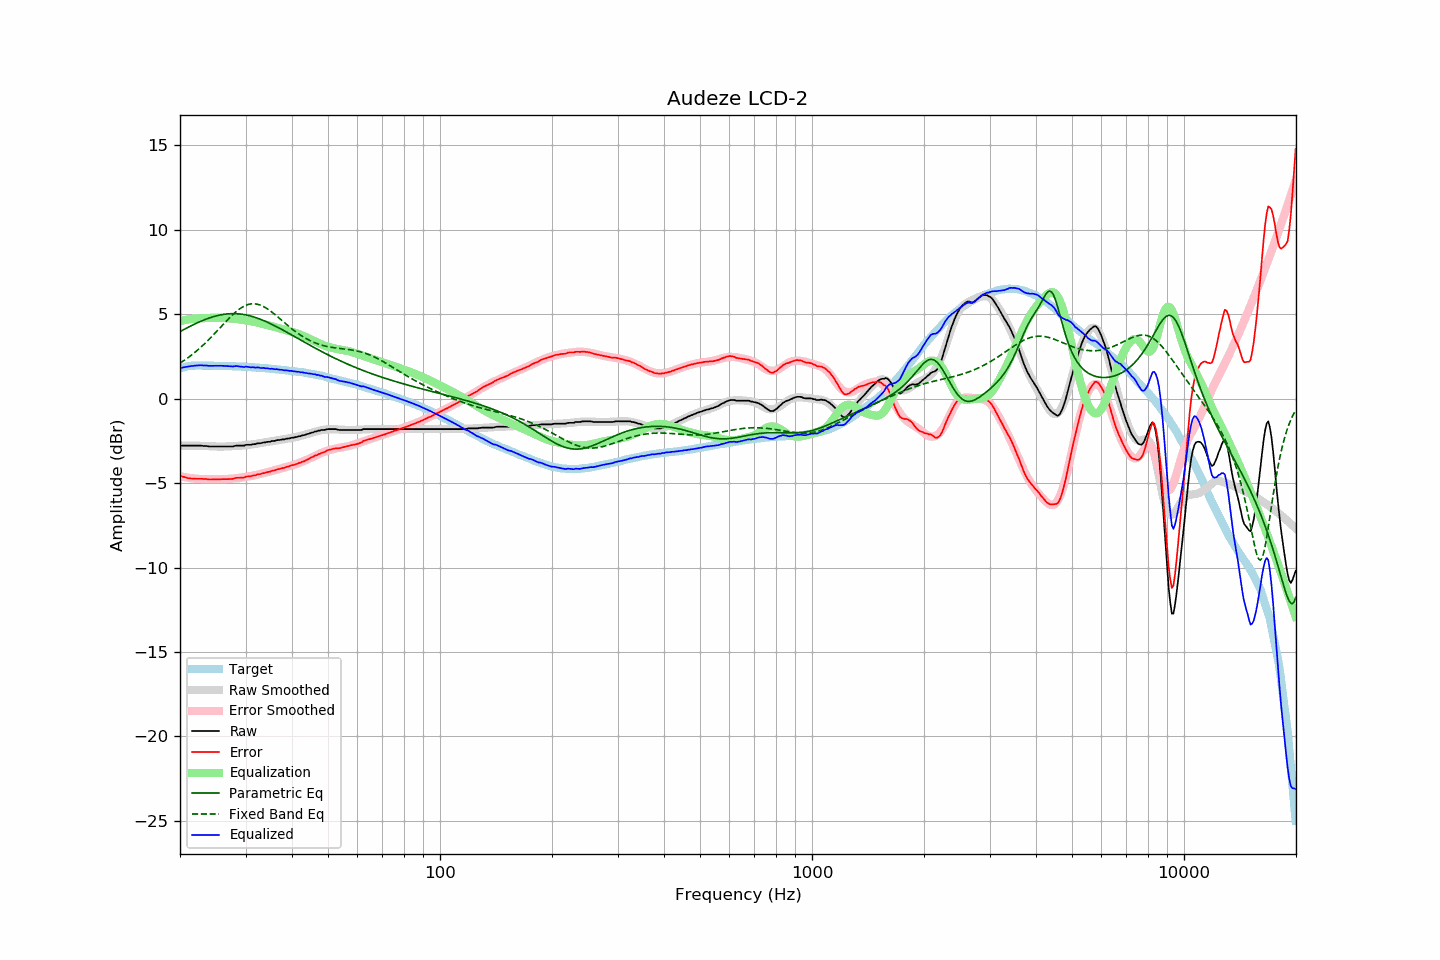 Audeze LCD-2
Amplitude (dBr)
15
10
5
0
−5
−10
−15
−20
−25
Target
Raw Smoothed
Error Smoothed
Raw
Error
Equalization
Parametric Eq
Fixed Band Eq
Equalized
100
1000
10000
Frequency (Hz)